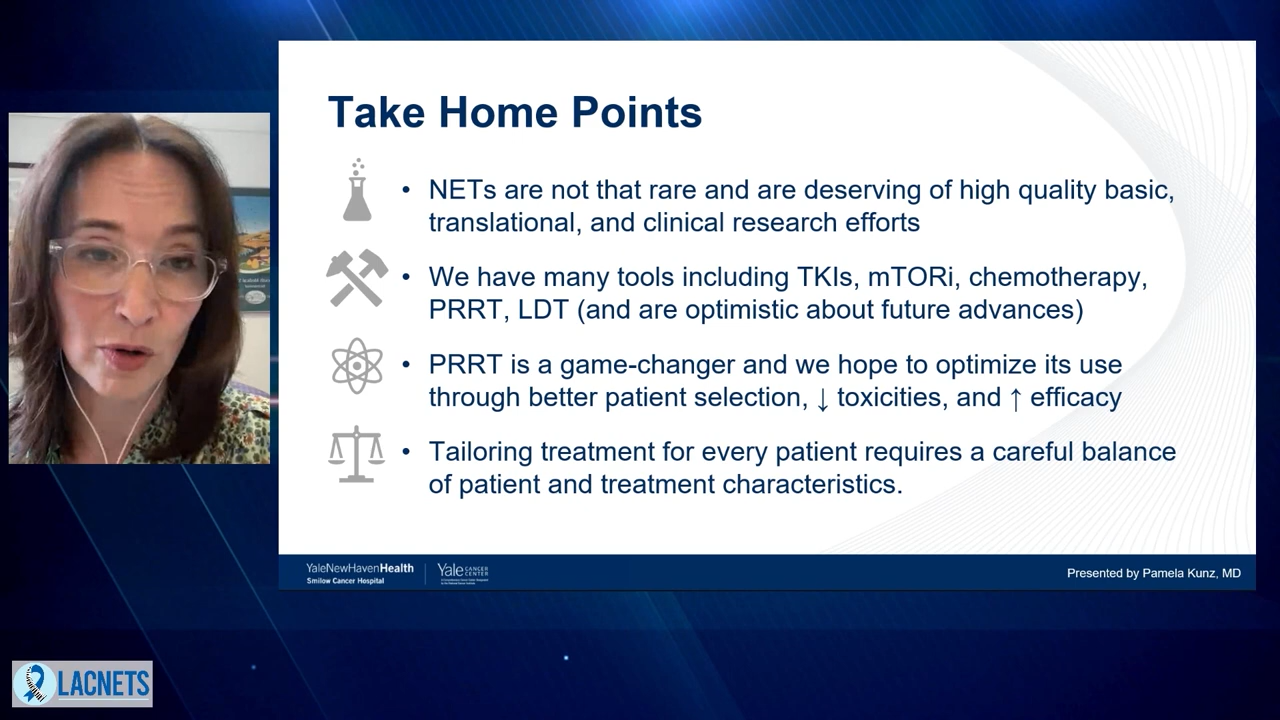 Take Home Points
• NETs are not that rare and are deserving of high quality basic,
translational, and clinical research efforts
• We have many tools including TKIs, mTORi, chemotherapy,
PRRT, LDT (and are optimistic about future advances)
• PRRT is a game-changer and we hope to optimize its use
through better patient selection, ↓ toxicities, and ↑ efficacy
• Tailoring treatment for every patient requires a careful balance
of patient and treatment characteristics.
YaleNewHavenHealth
Smilow Cancer Hospital
Yale CANCER
CENTER
Presented by Pamela Kunz, MD
LACNETS